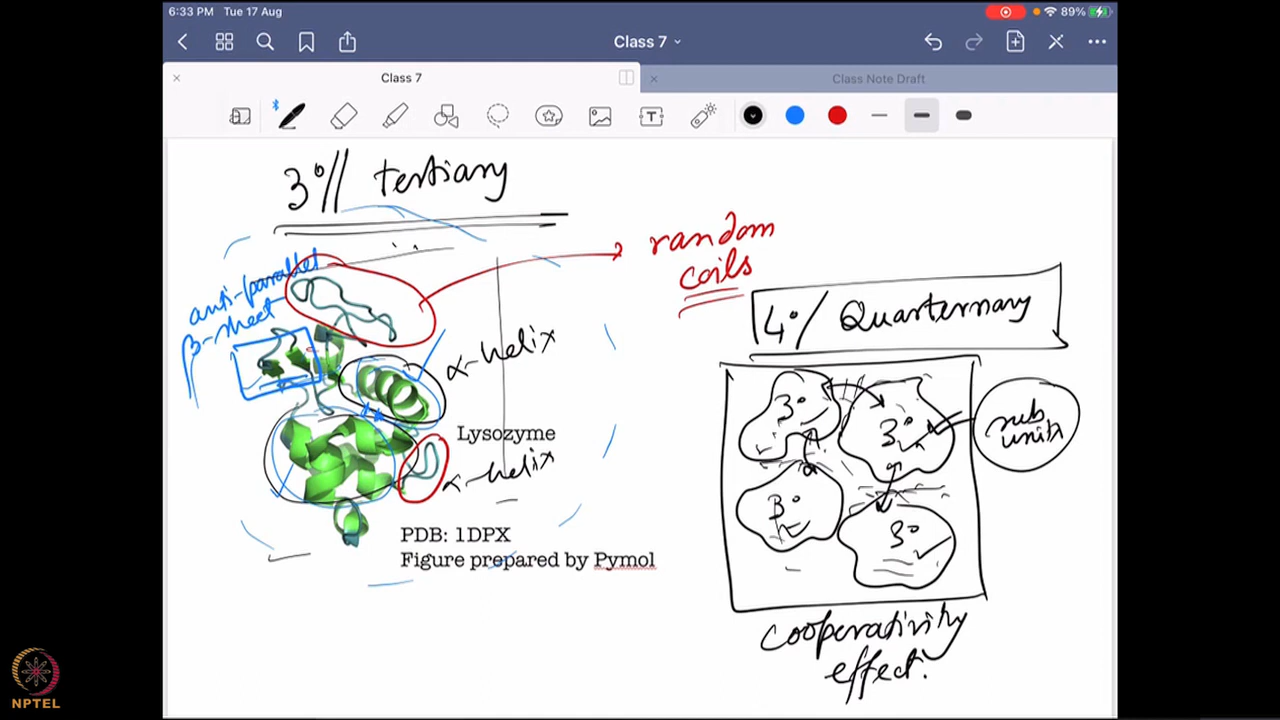 6:33 PM Tue 17 Aug
89%
Class 7
Class 7
Class Note Draft
3°// tertiary
random
coils
anti-parallel
β-sheet
α-helix
Lysozyme
α-helix
PDB: 1DPX
Figure prepared by Pymol
4°/ Quarternary
3°
3°
3°
3°
sub
units
cooperativity
effect.
NPTEL